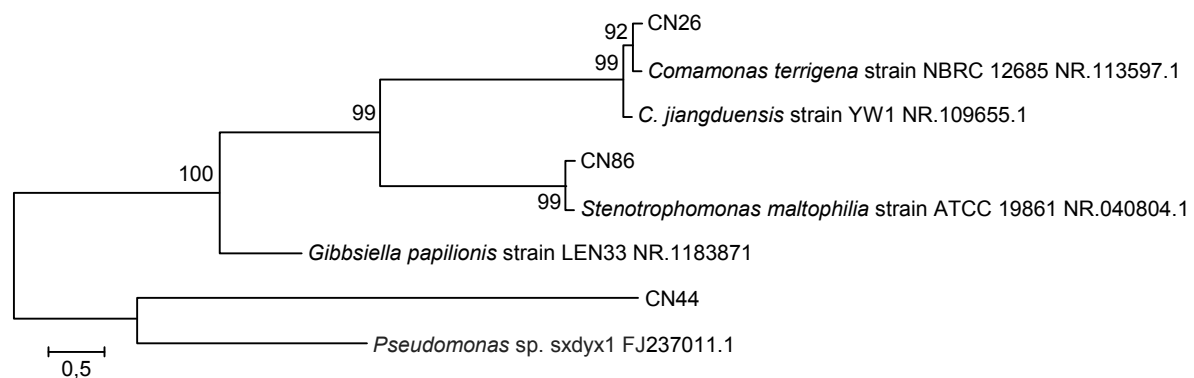 CN26
92
99
Comamonas terrigena strain NBRC 12685 NR.113597.1
99
C. jiangduensis strain YW1 NR.109655.1
CN86
100
99
Stenotrophomonas maltophilia strain ATCC 19861 NR.040804.1
Gibbsiella papilionis strain LEN33 NR.1183871
CN44
Pseudomonas sp. sxdyx1 FJ237011.1
0,5